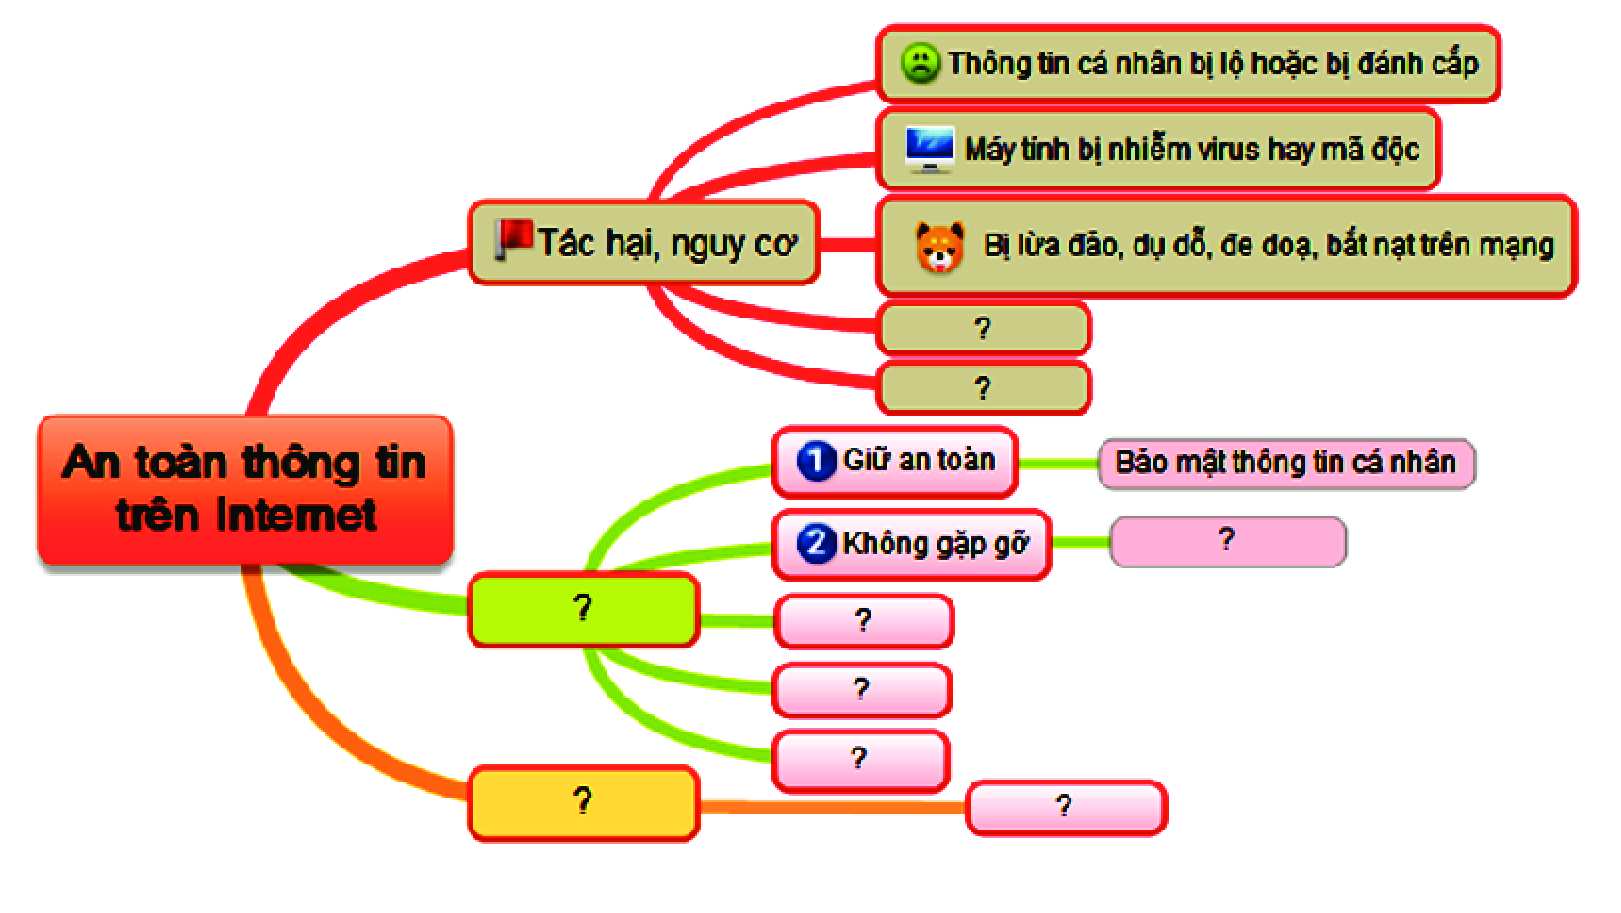 Thông tin cá nhân bị lộ hoặc bị đánh cắp
Máy tính bị nhiễm virus hay mã độc
Tác hại, nguy cơ
Bị lừa đảo, dụ dỗ, đe doạ, bắt nạt trên mạng
?
?
An toàn thông tin
trên Internet
1 Giữ an toàn
Bảo mật thông tin cá nhân
2 Không gặp gỡ
?
?
?
?
?
?
?